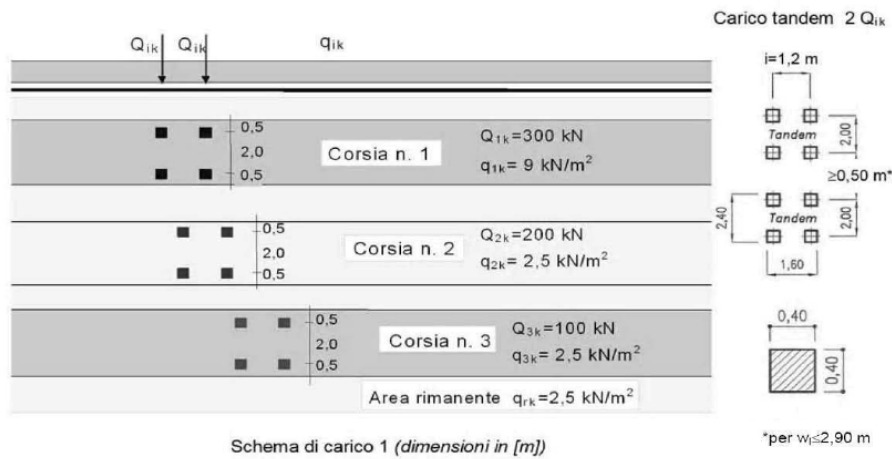 Carico tandem 2 Qik
Qik Qik qik
i=1,2 m
0,5
2,0
0,5
Corsia n. 1
Q1k=300 kN
q1k= 9 kN/m²
Tandem
2,00
≥0,50 m*
0,5
2,0
0,5
Corsia n. 2
Q2k=200 kN
q2k= 2,5 kN/m²
2,40
Tandem
2,00
1,60
0,5
2,0
0,5
Corsia n. 3
Q3k=100 kN
q3k= 2,5 kN/m²
0,40
0,40
Area rimanente qrk=2,5 kN/m²
*per wl≤2,90 m
Schema di carico 1 (dimensioni in [m])